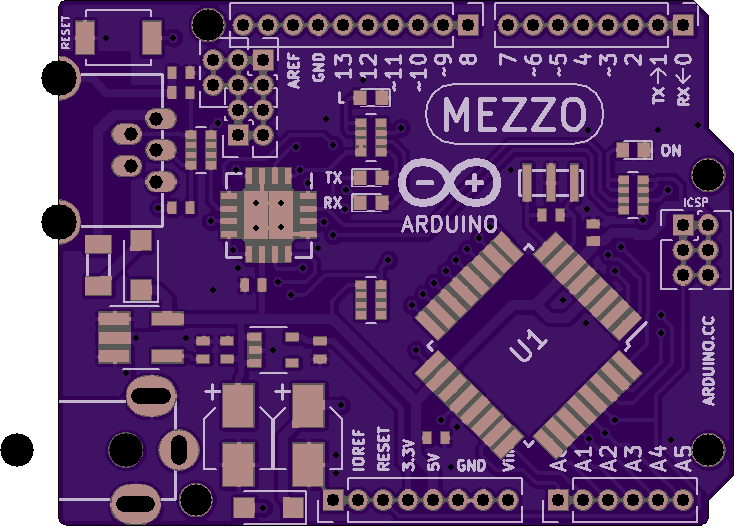 RESET
AREF
GND
13
12
~11
~10
~9
8
7
~6
~5
4
~3
2
TX→1
RX←0
L
MEZZO
ON
TX
RX
ARDUINO
ICSP
U1
ARDUINO.CC
+
+
IOREF
RESET
3.3V
5V
GND
A1
A2
A3
A4
A5